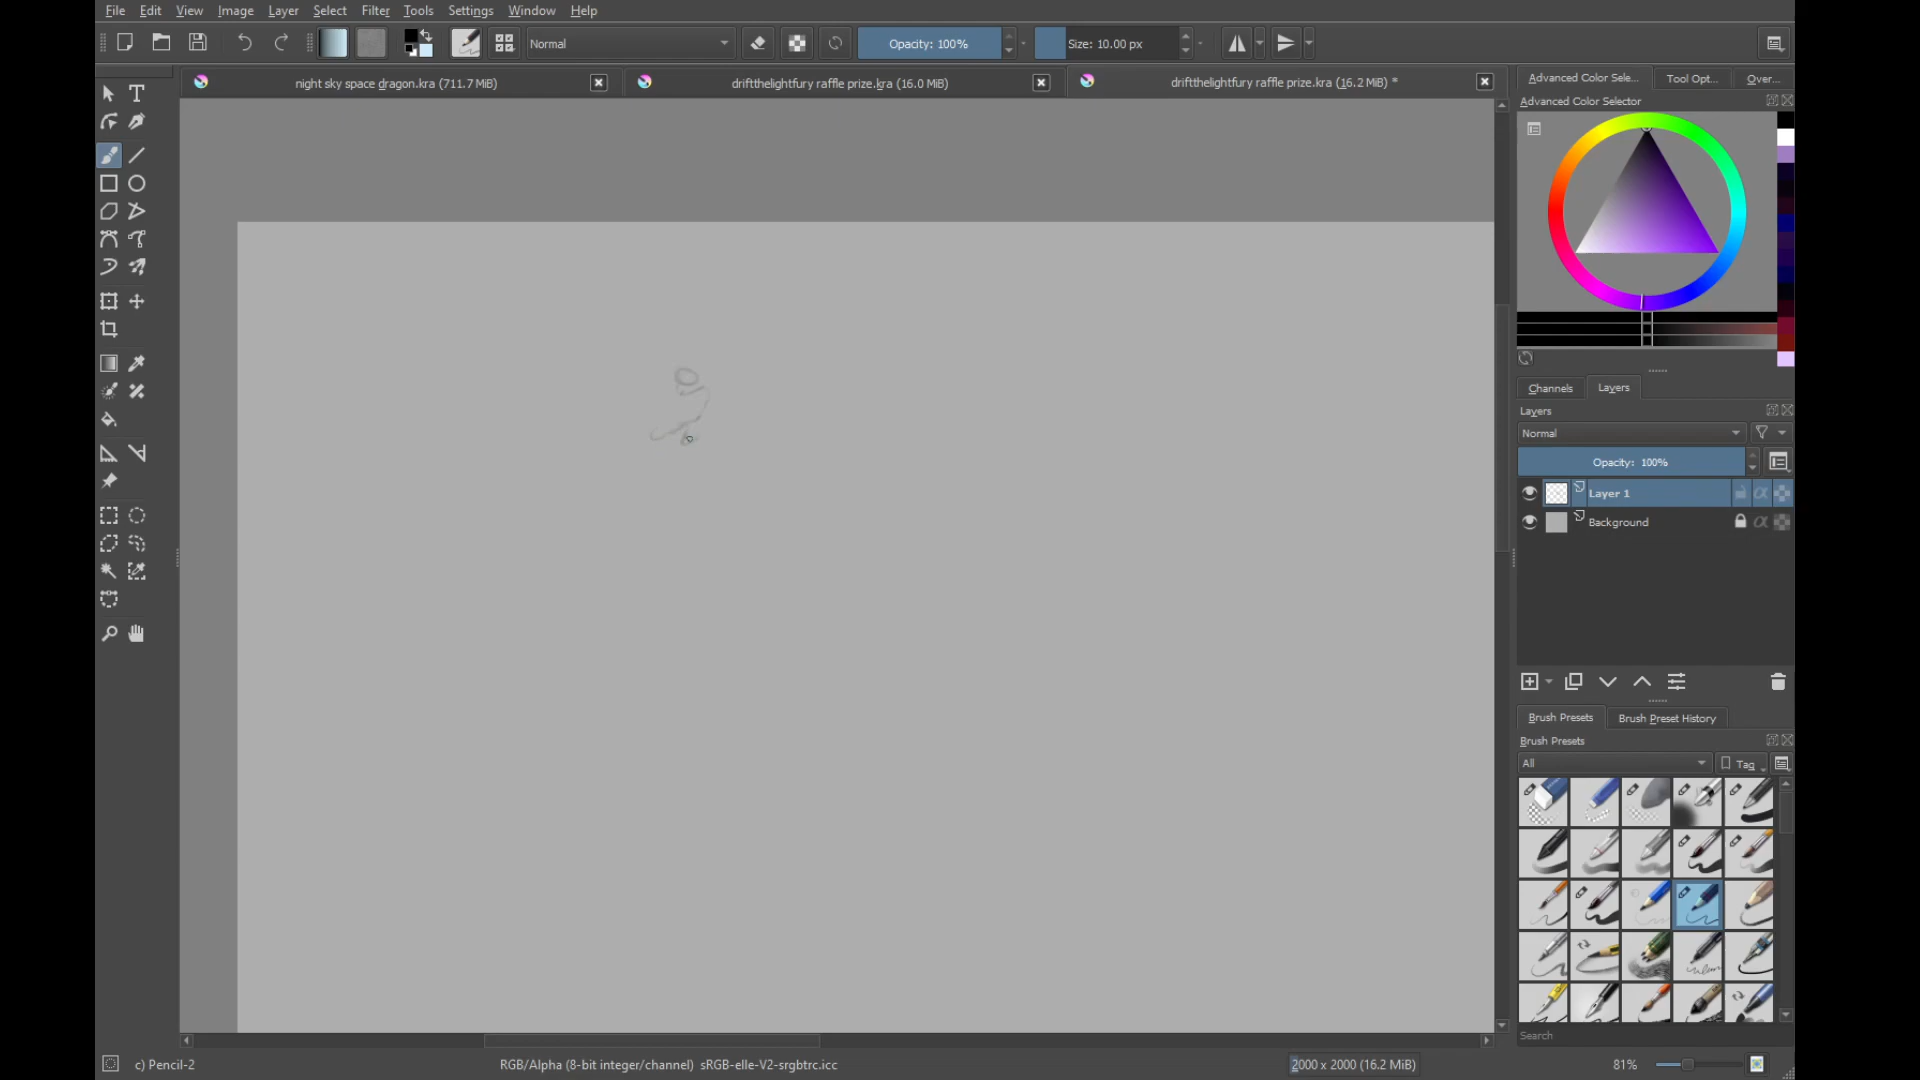 File Edit View Image Layer Select Filter Tools Settings Window Help
Normal Opacity: 100% Size: 10.00 px
night sky space dragon.kra (711.7 MiB) driftthelightfury raffle prize.kra (16.0 MiB) driftthelightfury raffle prize.kra (16.2 MiB) *
Advanced Color Sele... Tool Opt... Over...
Advanced Color Selector
Channels Layers
Layers
Normal
Opacity: 100%
Layer 1
Background
Brush Presets Brush Preset History
Brush Presets
All Tag
Search
c) Pencil-2 RGB/Alpha (8-bit integer/channel) sRGB-elle-V2-srgbtrc.icc 2000 x 2000 (16.2 MiB) 81%